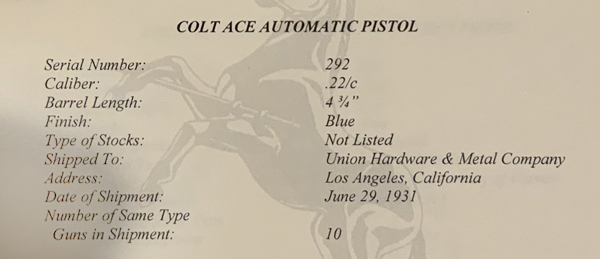 COLT ACE AUTOMATIC PISTOL
Serial Number: 292
Caliber: .22/c
Barrel Length: 4 ¾"
Finish: Blue
Type of Stocks: Not Listed
Shipped To: Union Hardware & Metal Company
Address: Los Angeles, California
Date of Shipment: June 29, 1931
Number of Same Type
Guns in Shipment: 10